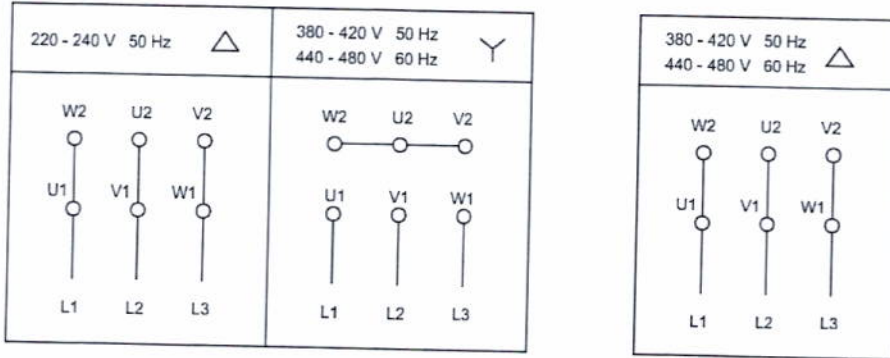 220 - 240 V 50 Hz
W2 U2 V2
U1 V1 W1
L1 L2 L3
380 - 420 V 50 Hz
440 - 480 V 60 Hz
W2 U2 V2
U1 V1 W1
L1 L2 L3
380 - 420 V 50 Hz
440 - 480 V 60 Hz
W2 U2 V2
U1 V1 W1
L1 L2 L3